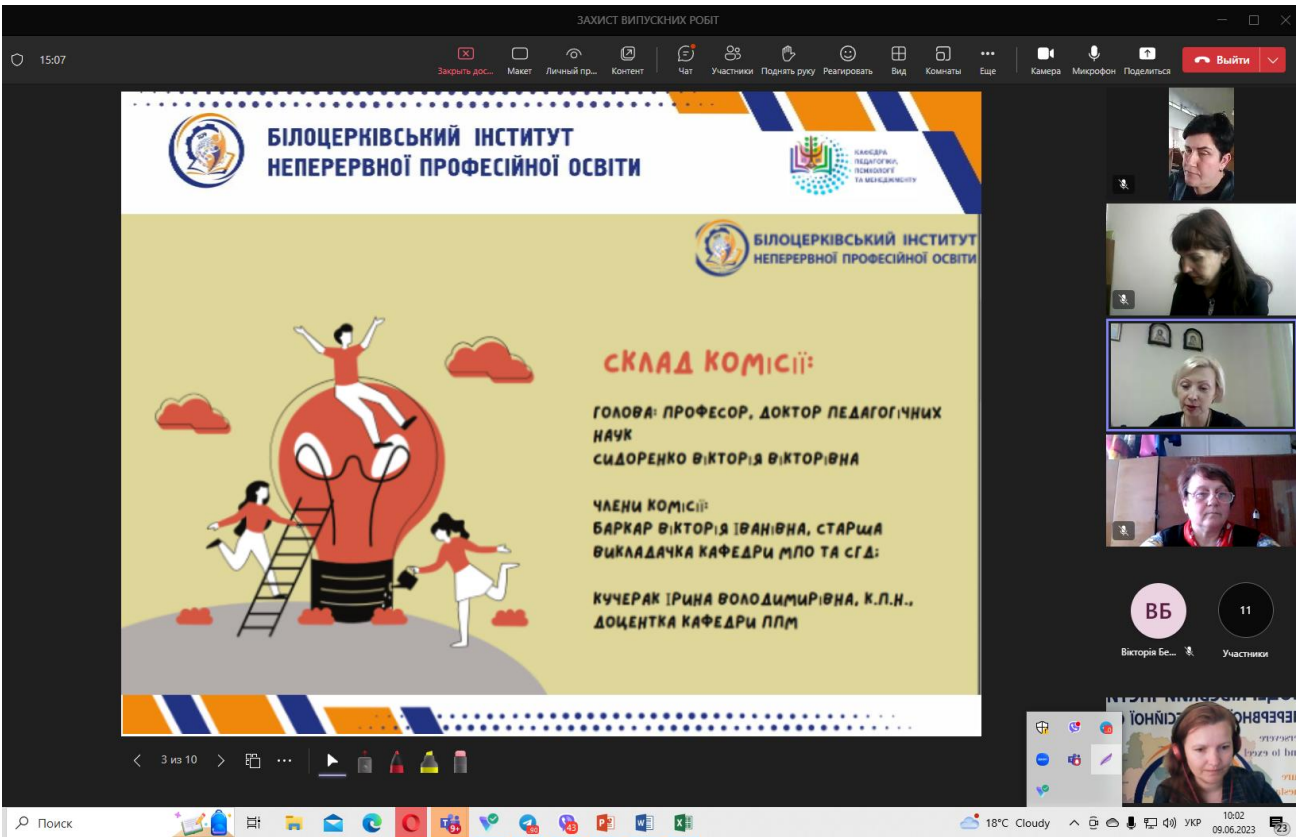 ЗАХИСТ ВИПУСКНИХ РОБІТ
15:07
Закрыть дос...
Макет
Личный пр...
Контент
Чат
Участники
Поднять руку
Реагировать
Вид
Комнаты
Еще
Камера
Микрофон
Поделиться
Выйти
БІЛОЦЕРКІВСЬКИЙ ІНСТИТУТ
НЕПЕРЕРВНОЇ ПРОФЕСІЙНОЇ ОСВІТИ
КАФЕДРА
ПЕДАГОГІКИ,
ПСИХОЛОГІЇ
ТА МЕНЕДЖМЕНТУ
БІЛОЦЕРКІВСЬКИЙ ІНСТИТУТ
НЕПЕРЕРВНОЇ ПРОФЕСІЙНОЇ ОСВІТИ
СКЛАД КОМІСІЇ:
ГОЛОВА: ПРОФЕСОР, ДОКТОР ПЕДАГОГІЧНИХ
НАУК
СИДОРЕНКО ВІКТОРІЯ ВІКТОРІВНА
ЧЛЕНИ КОМІСІЇ:
БАРКАР ВІКТОРІЯ ІВАНІВНА, СТАРША
ВИКЛАДАЧКА КАФЕДРИ МПО ТА СГД;
КУЧЕРАК ІРИНА ВОЛОДИМИРІВНА, К.П.Н.,
ДОЦЕНТКА КАФЕДРИ ППМ
ВБ
11
Вікторія Бе...
Участники
3 из 10
Поиск
18°C Cloudy
УКР
10:02
09.06.2023
23